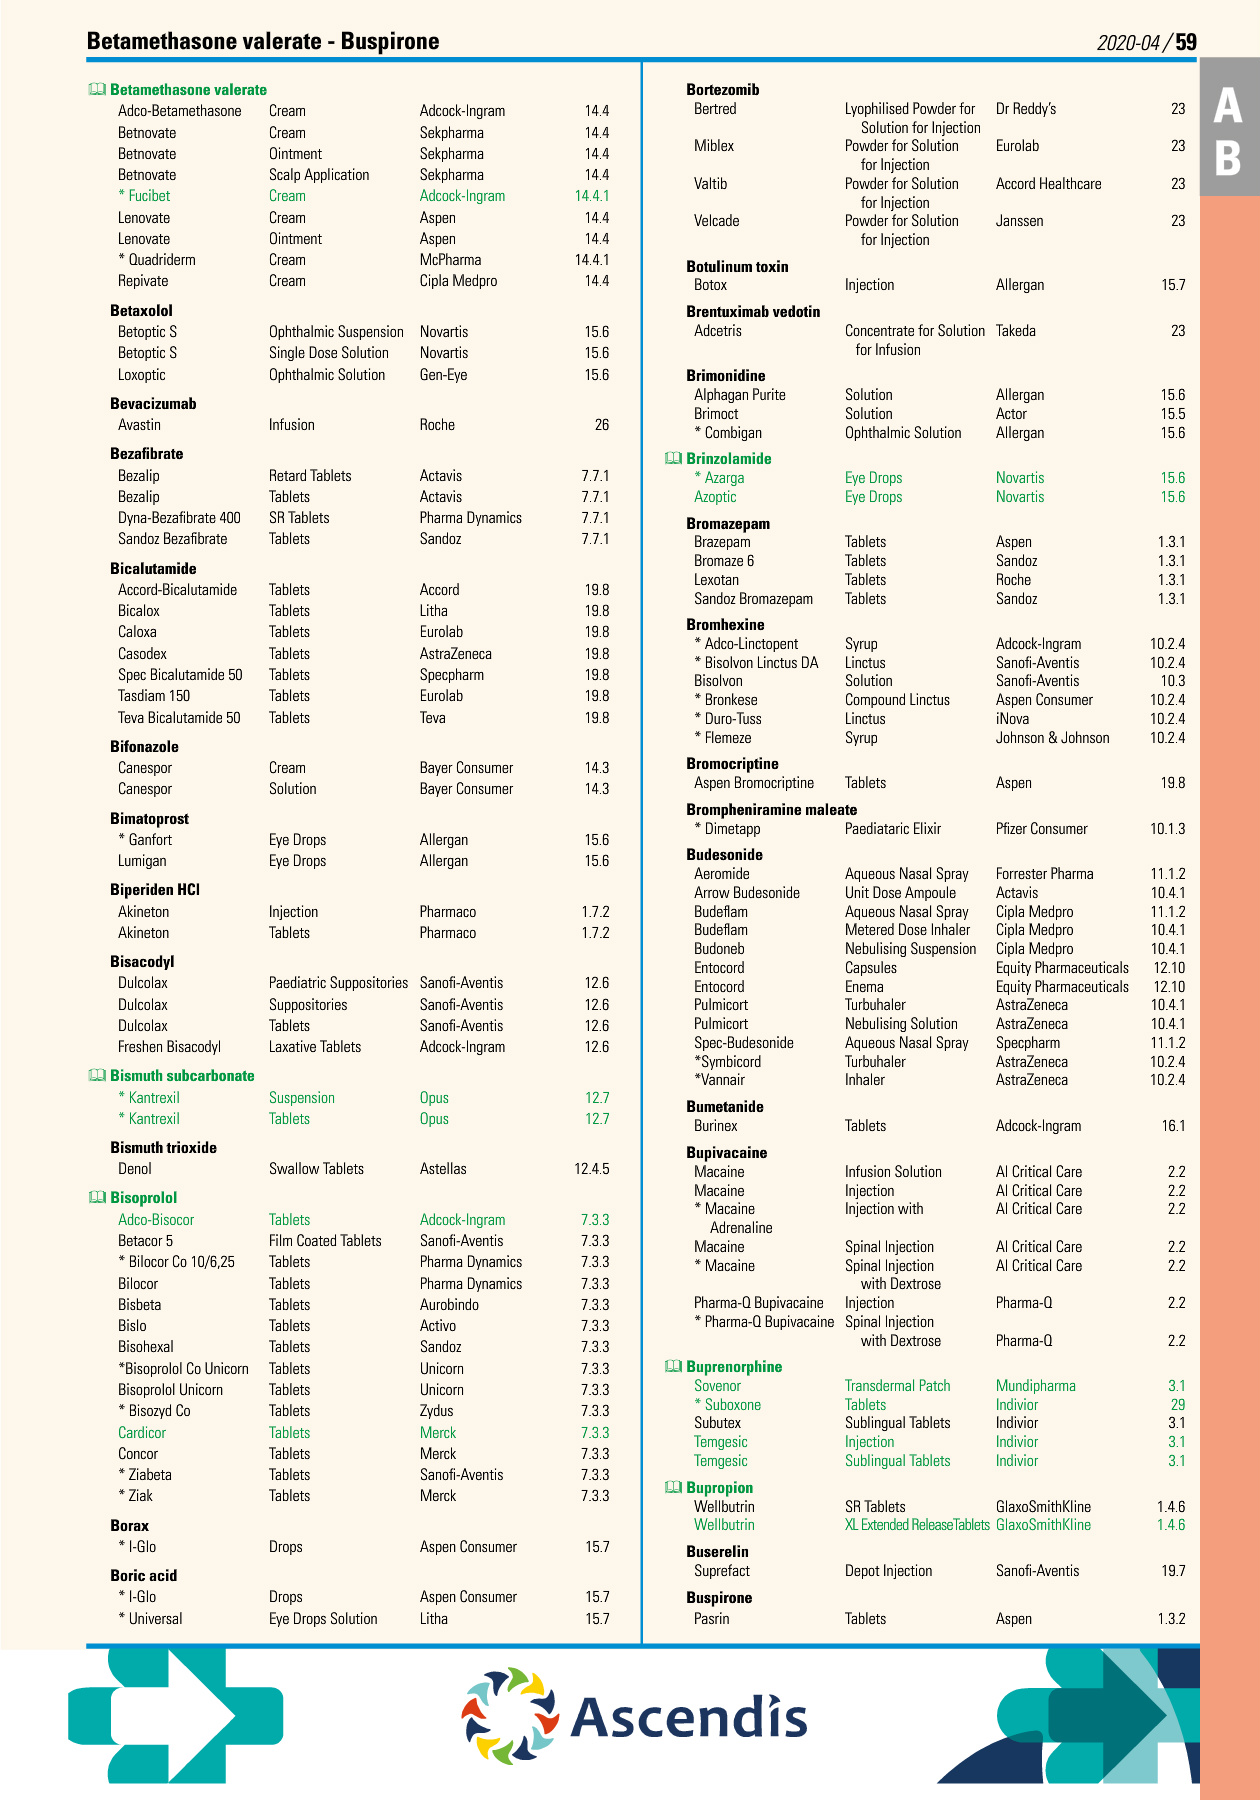 Betamethasone valerate - Buspirone 2020-04 / 59
A
B
Betamethasone valerate
Adco-Betamethasone Cream Adcock-Ingram 14.4
Betnovate Cream Sekpharma 14.4
Betnovate Ointment Sekpharma 14.4
Betnovate Scalp Application Sekpharma 14.4
* Fucibet Cream Adcock-Ingram 14.4.1
Lenovate Cream Aspen 14.4
Lenovate Ointment Aspen 14.4
* Quadriderm Cream McPharma 14.4.1
Repivate Cream Cipla Medpro 14.4
Betaxolol
Betoptic S Ophthalmic Suspension Novartis 15.6
Betoptic S Single Dose Solution Novartis 15.6
Loxoptic Ophthalmic Solution Gen-Eye 15.6
Bevacizumab
Avastin Infusion Roche 26
Bezafibrate
Bezalip Retard Tablets Actavis 7.7.1
Bezalip Tablets Actavis 7.7.1
Dyna-Bezafibrate 400 SR Tablets Pharma Dynamics 7.7.1
Sandoz Bezafibrate Tablets Sandoz 7.7.1
Bicalutamide
Accord-Bicalutamide Tablets Accord 19.8
Bicalox Tablets Litha 19.8
Caloxa Tablets Eurolab 19.8
Casodex Tablets AstraZeneca 19.8
Spec Bicalutamide 50 Tablets Specpharm 19.8
Tasdiam 150 Tablets Eurolab 19.8
Teva Bicalutamide 50 Tablets Teva 19.8
Bifonazole
Canespor Cream Bayer Consumer 14.3
Canespor Solution Bayer Consumer 14.3
Bimatoprost
* Ganfort Eye Drops Allergan 15.6
Lumigan Eye Drops Allergan 15.6
Biperiden HCl
Akineton Injection Pharmaco 1.7.2
Akineton Tablets Pharmaco 1.7.2
Bisacodyl
Dulcolax Paediatric Suppositories Sanofi-Aventis 12.6
Dulcolax Suppositories Sanofi-Aventis 12.6
Dulcolax Tablets Sanofi-Aventis 12.6
Freshen Bisacodyl Laxative Tablets Adcock-Ingram 12.6
Bismuth subcarbonate
* Kantrexil Suspension Opus 12.7
* Kantrexil Tablets Opus 12.7
Bismuth trioxide
Denol Swallow Tablets Astellas 12.4.5
Bisoprolol
Adco-Bisocor Tablets Adcock-Ingram 7.3.3
Betacor 5 Film Coated Tablets Sanofi-Aventis 7.3.3
* Bilocor Co 10/6,25 Tablets Pharma Dynamics 7.3.3
Bilocor Tablets Pharma Dynamics 7.3.3
Bisbeta Tablets Aurobindo 7.3.3
Bislo Tablets Activo 7.3.3
Bisohexal Tablets Sandoz 7.3.3
*Bisoprolol Co Unicorn Tablets Unicorn 7.3.3
Bisoprolol Unicorn Tablets Unicorn 7.3.3
* Bisozyd Co Tablets Zydus 7.3.3
Cardicor Tablets Merck 7.3.3
Concor Tablets Merck 7.3.3
* Ziabeta Tablets Sanofi-Aventis 7.3.3
* Ziak Tablets Merck 7.3.3
Borax
* I-Glo Drops Aspen Consumer 15.7
Boric acid
* I-Glo Drops Aspen Consumer 15.7
* Universal Eye Drops Solution Litha 15.7
Bortezomib
Bertred Lyophilised Powder for Dr Reddy's 23
Solution for Injection
Miblex Powder for Solution Eurolab 23
for Injection
Valtib Powder for Solution Accord Healthcare 23
for Injection
Velcade Powder for Solution Janssen 23
for Injection
Botulinum toxin
Botox Injection Allergan 15.7
Brentuximab vedotin
Adcetris Concentrate for Solution Takeda 23
for Infusion
Brimonidine
Alphagan Purite Solution Allergan 15.6
Brimoct Solution Actor 15.5
* Combigan Ophthalmic Solution Allergan 15.6
Brinzolamide
* Azarga Eye Drops Novartis 15.6
Azoptic Eye Drops Novartis 15.6
Bromazepam
Brazepam Tablets Aspen 1.3.1
Bromaze 6 Tablets Sandoz 1.3.1
Lexotan Tablets Roche 1.3.1
Sandoz Bromazepam Tablets Sandoz 1.3.1
Bromhexine
* Adco-Linctopent Syrup Adcock-Ingram 10.2.4
* Bisolvon Linctus DA Linctus Sanofi-Aventis 10.2.4
Bisolvon Solution Sanofi-Aventis 10.3
* Bronkese Compound Linctus Aspen Consumer 10.2.4
* Duro-Tuss Linctus iNova 10.2.4
* Flemeze Syrup Johnson & Johnson 10.2.4
Bromocriptine
Aspen Bromocriptine Tablets Aspen 19.8
Brompheniramine maleate
* Dimetapp Paediataric Elixir Pfizer Consumer 10.1.3
Budesonide
Aeromide Aqueous Nasal Spray Forrester Pharma 11.1.2
Arrow Budesonide Unit Dose Ampoule Actavis 10.4.1
Budeflam Aqueous Nasal Spray Cipla Medpro 11.1.2
Budeflam Metered Dose Inhaler Cipla Medpro 10.4.1
Budoneb Nebulising Suspension Cipla Medpro 10.4.1
Entocord Capsules Equity Pharmaceuticals 12.10
Entocord Enema Equity Pharmaceuticals 12.10
Pulmicort Turbuhaler AstraZeneca 10.4.1
Pulmicort Nebulising Solution AstraZeneca 10.4.1
Spec-Budesonide Aqueous Nasal Spray Specpharm 11.1.2
*Symbicord Turbuhaler AstraZeneca 10.2.4
*Vannair Inhaler AstraZeneca 10.2.4
Bumetanide
Burinex Tablets Adcock-Ingram 16.1
Bupivacaine
Macaine Infusion Solution AI Critical Care 2.2
Macaine Injection AI Critical Care 2.2
* Macaine Injection with AI Critical Care 2.2
Adrenaline
Macaine Spinal Injection AI Critical Care 2.2
* Macaine Spinal Injection AI Critical Care 2.2
with Dextrose
Pharma-Q Bupivacaine Injection Pharma-Q 2.2
* Pharma-Q Bupivacaine Spinal Injection
with Dextrose Pharma-Q 2.2
Buprenorphine
Sovenor Transdermal Patch Mundipharma 3.1
* Suboxone Tablets Indivior 29
Subutex Sublingual Tablets Indivior 3.1
Temgesic Injection Indivior 3.1
Temgesic Sublingual Tablets Indivior 3.1
Bupropion
Wellbutrin SR Tablets GlaxoSmithKline 1.4.6
Wellbutrin XL Extended ReleaseTablets GlaxoSmithKline 1.4.6
Buserelin
Suprefact Depot Injection Sanofi-Aventis 19.7
Buspirone
Pasrin Tablets Aspen 1.3.2
Ascendis